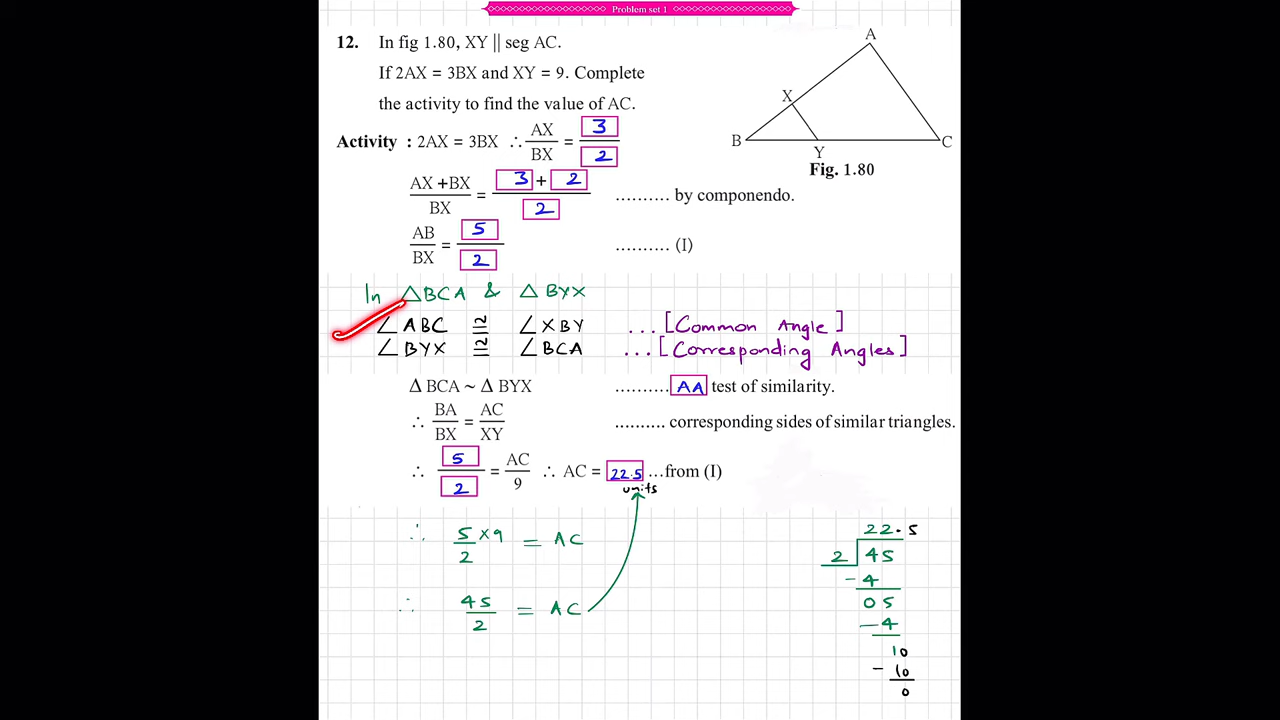 Problem set 1
12. In fig 1.80, XY || seg AC.
If 2AX = 3BX and XY = 9. Complete
the activity to find the value of AC.
Activity : 2AX = 3BX ∴ AX/BX = 3/2
(AX + BX)/BX = (3 + 2)/2 .......... by componendo.
AB/BX = 5/2 .......... (I)
A
X
B
Y
C
Fig. 1.80
In △BCA & △BYX
∠ABC ≅ ∠XBY ...[Common Angle]
∠BYX ≅ ∠BCA ...[Corresponding Angles]
Δ BCA ~ Δ BYX .......... AA test of similarity.
∴ BA/BX = AC/XY .......... corresponding sides of similar triangles.
∴ 5/2 = AC/9 ∴ AC = 22.5 ...from (I)
units
∴ 5/2 × 9 = AC
∴ 45/2 = AC
22.5
2 45
-4
05
-4
10
-10
0